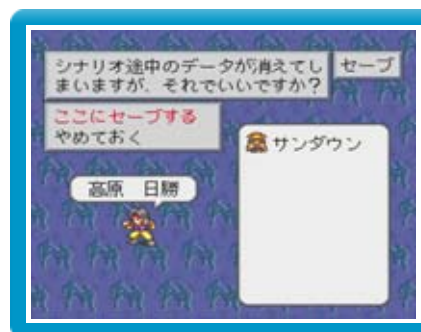 シナリオ途中のデータが消えてし
まいますが、それでいいですか？
セーブ
ここにセーブする
やめておく
サンダウン
高原　日勝